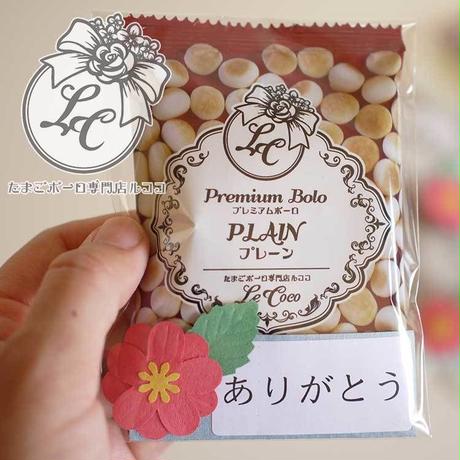 LC
たまごボーロ専門店ルココ
LC
Premium Bolo
プレミアムボーロ
PLAIN
プレーン
たまごボーロ専門店ルココ
Le Coco
ありがとう